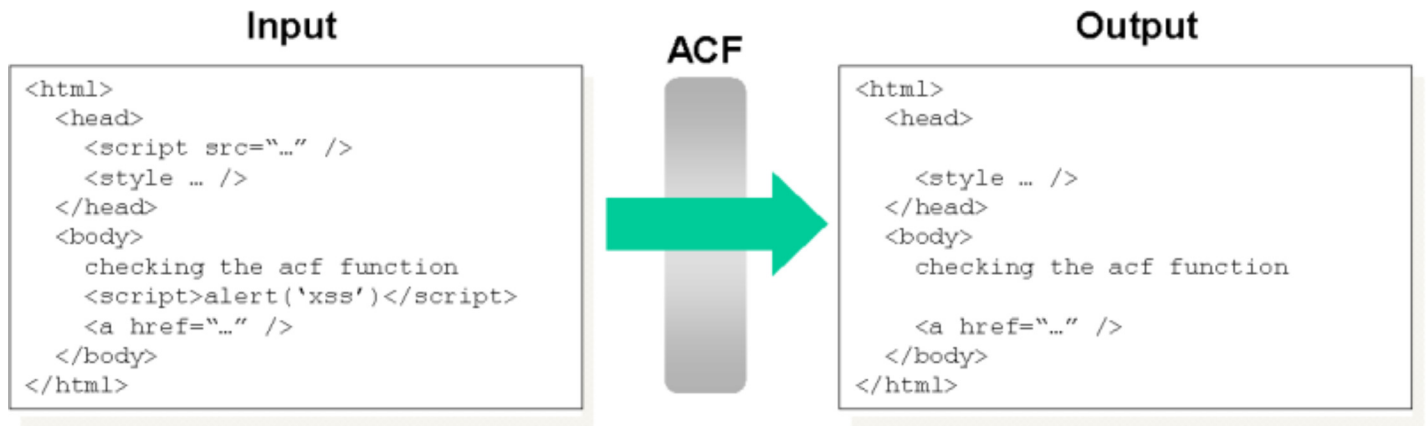 Input
<html>
  <head>
    <script src=“…” />
    <style … />
  </head>
  <body>
    checking the acf function
    <script>alert(‘xss’)</script>
    <a href=“…” />
  </body>
</html>
ACF
Output
<html>
  <head>
    <style … />
  </head>
  <body>
    checking the acf function
    <a href=“…” />
  </body>
</html>